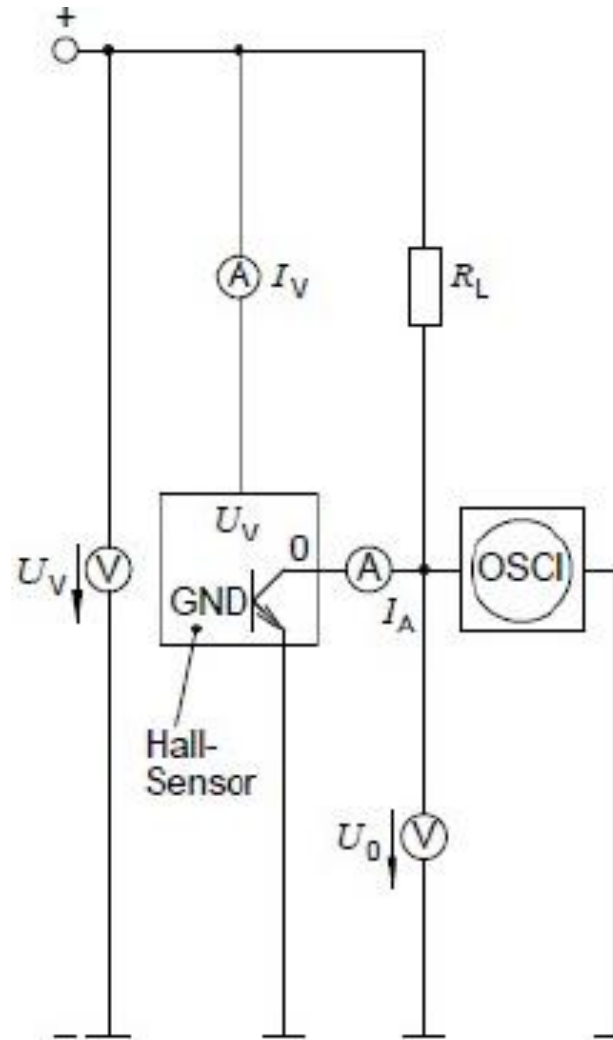 +
A I_V
R_L
U_V
0
U_V V
GND
A
OSCI
I_A
Hall-
Sensor
U_0 V